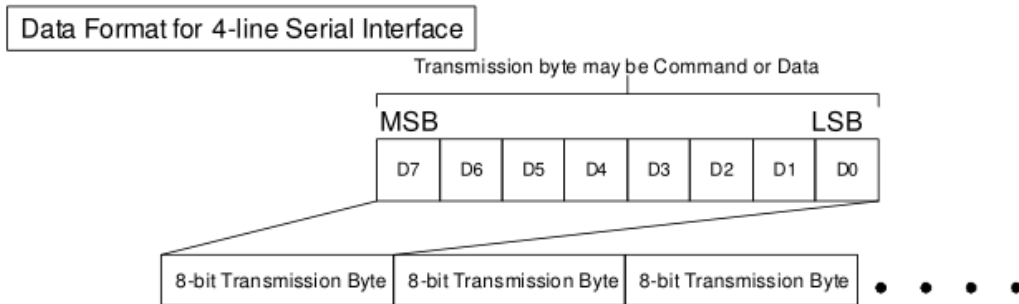 Data Format for 4-line Serial Interface
Transmission byte may be Command or Data
MSB LSB
D7 D6 D5 D4 D3 D2 D1 D0
8-bit Transmission Byte 8-bit Transmission Byte 8-bit Transmission Byte